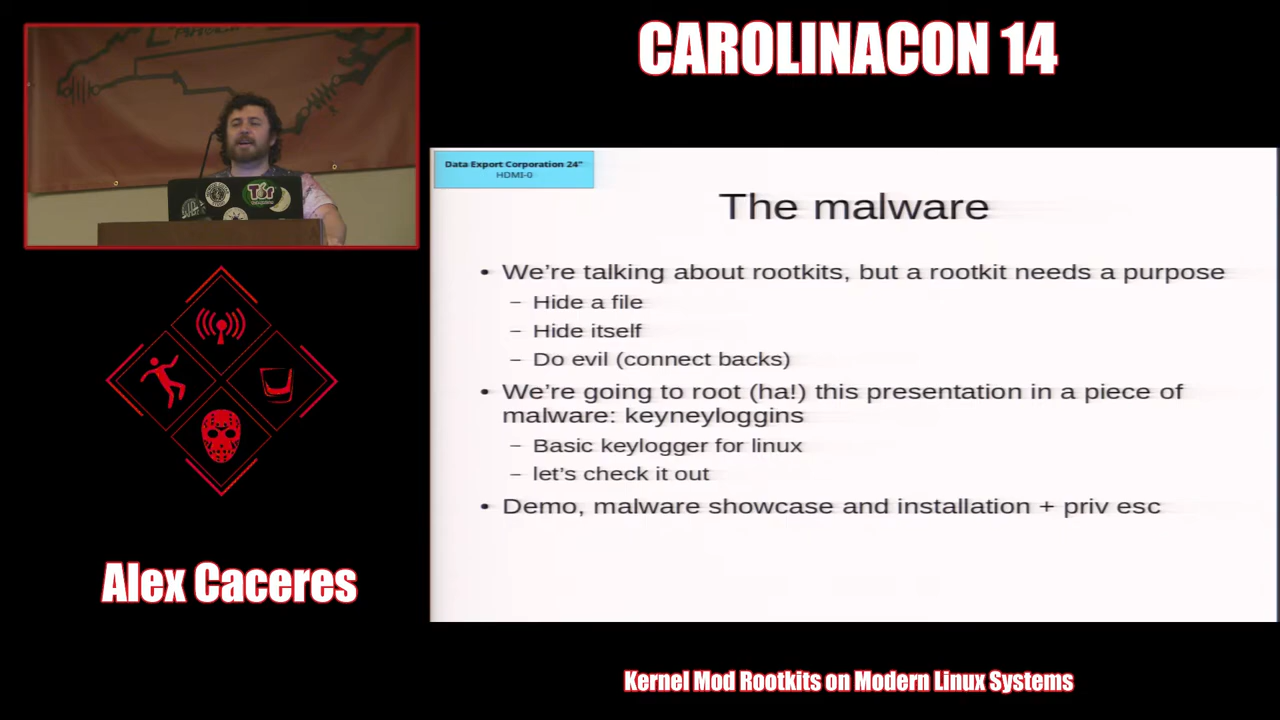 CAROLINACON 14
Data Export Corporation 24"
HDMI-0
The malware
• We're talking about rootkits, but a rootkit needs a purpose
– Hide a file
– Hide itself
– Do evil (connect backs)
• We're going to root (ha!) this presentation in a piece of
malware: keyneyloggins
– Basic keylogger for linux
– let's check it out
• Demo, malware showcase and installation + priv esc
Tor
Alex Caceres
Kernel Mod Rootkits on Modern Linux Systems